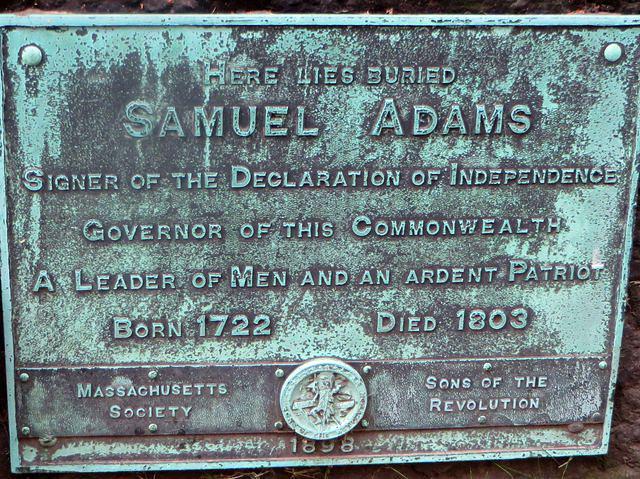 Here lies buried
Samuel Adams
Signer of the Declaration of Independence
Governor of this Commonwealth
A Leader of Men and an ardent Patriot
Born 1722 Died 1803
Massachusetts Society
Sons of the Revolution
1898